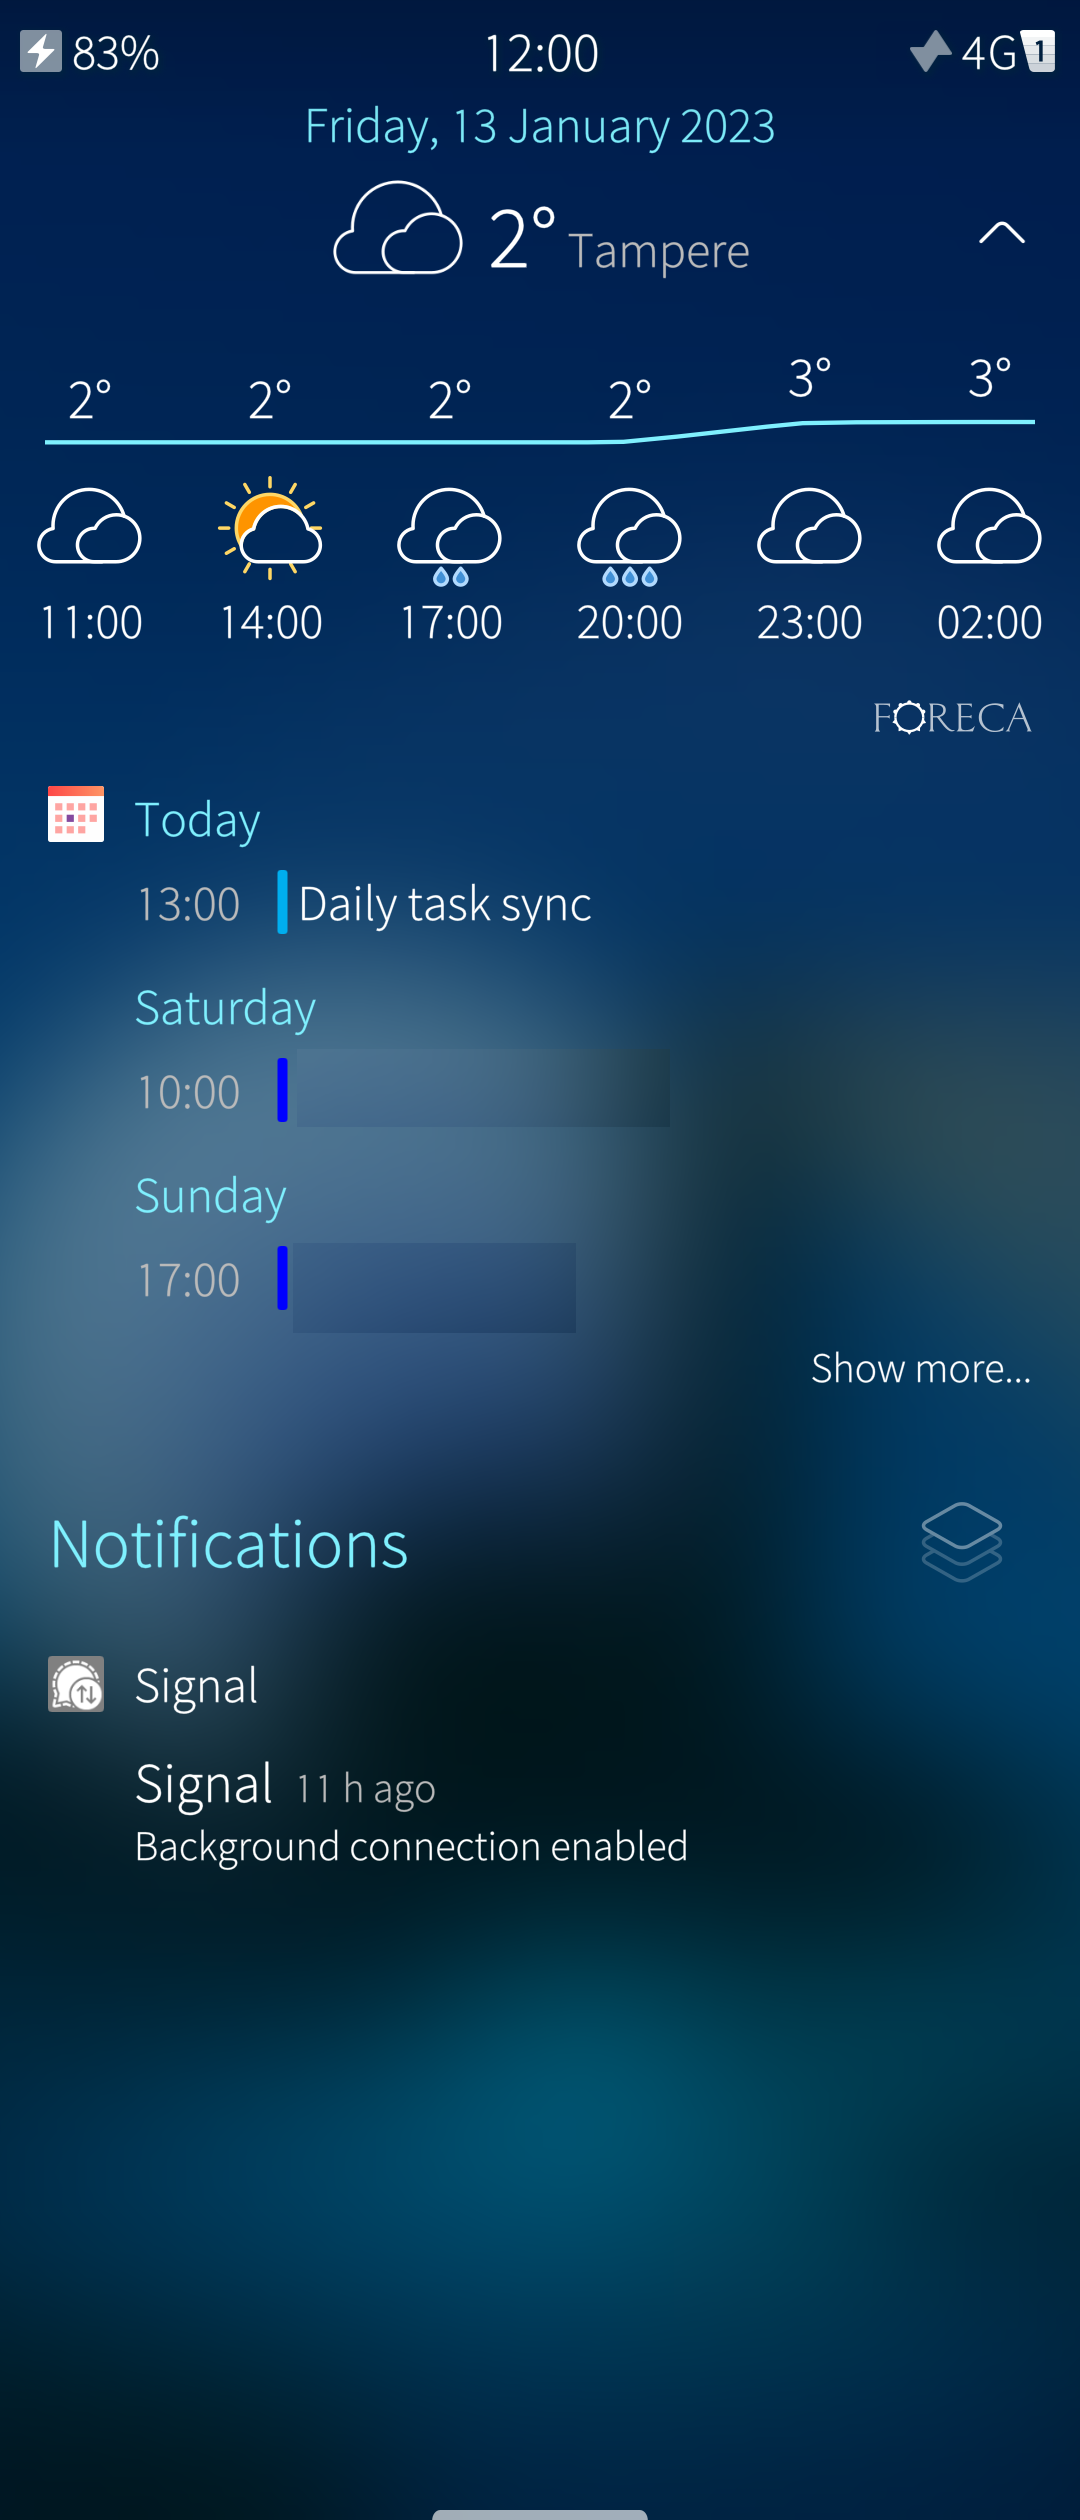 83% 12:00 4G 1
Friday, 13 January 2023
2° Tampere
2° 2° 2° 2° 3° 3°
11:00 14:00 17:00 20:00 23:00 02:00
FORECA
Today
13:00 Daily task sync
Saturday
10:00
Sunday
17:00
Show more...
Notifications
Signal
Signal 11 h ago
Background connection enabled